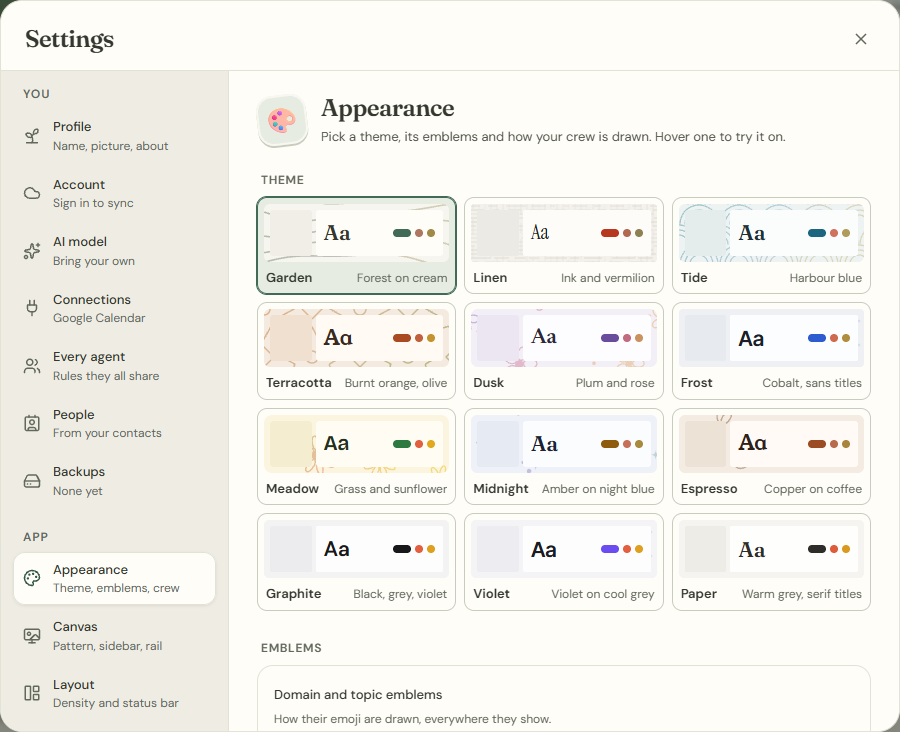 Settings
YOU
Profile
Name, picture, about
Account
Sign in to sync
AI model
Bring your own
Connections
Google Calendar
Every agent
Rules they all share
People
From your contacts
Backups
None yet
APP
Appearance
Theme, emblems, crew
Canvas
Pattern, sidebar, rail
Layout
Density and status bar
Appearance
Pick a theme, its emblems and how your crew is drawn. Hover one to try it on.
THEME
Aa
Garden Forest on cream
Aa
Linen Ink and vermilion
Aa
Tide Harbour blue
Aa
Terracotta Burnt orange, olive
Aa
Dusk Plum and rose
Aa
Frost Cobalt, sans titles
Aa
Meadow Grass and sunflower
Aa
Midnight Amber on night blue
Aa
Espresso Copper on coffee
Aa
Graphite Black, grey, violet
Aa
Violet Violet on cool grey
Aa
Paper Warm grey, serif titles
EMBLEMS
Domain and topic emblems
How their emoji are drawn, everywhere they show.